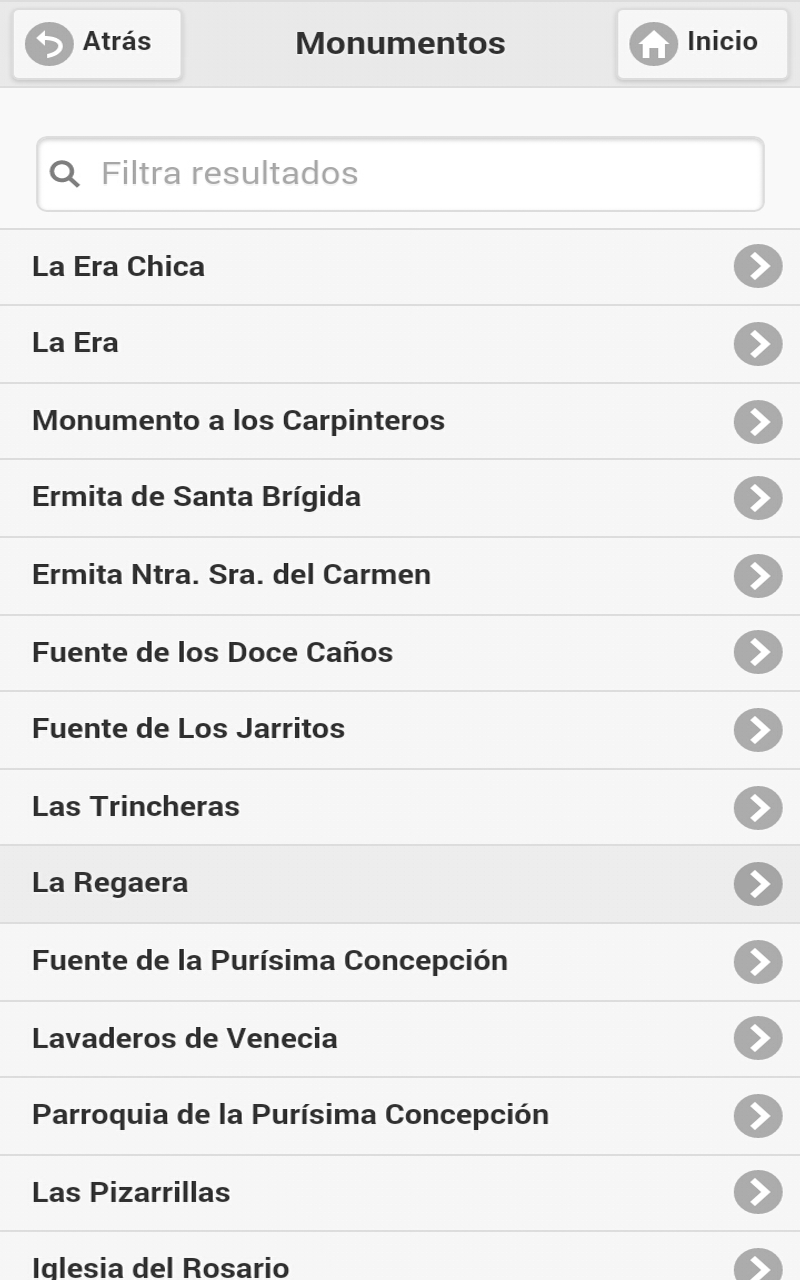 Atrás
Monumentos
Inicio
Filtra resultados
La Era Chica
La Era
Monumento a los Carpinteros
Ermita de Santa Brígida
Ermita Ntra. Sra. del Carmen
Fuente de los Doce Caños
Fuente de Los Jarritos
Las Trincheras
La Regaera
Fuente de la Purísima Concepción
Lavaderos de Venecia
Parroquia de la Purísima Concepción
Las Pizarrillas
Iglesia del Rosario